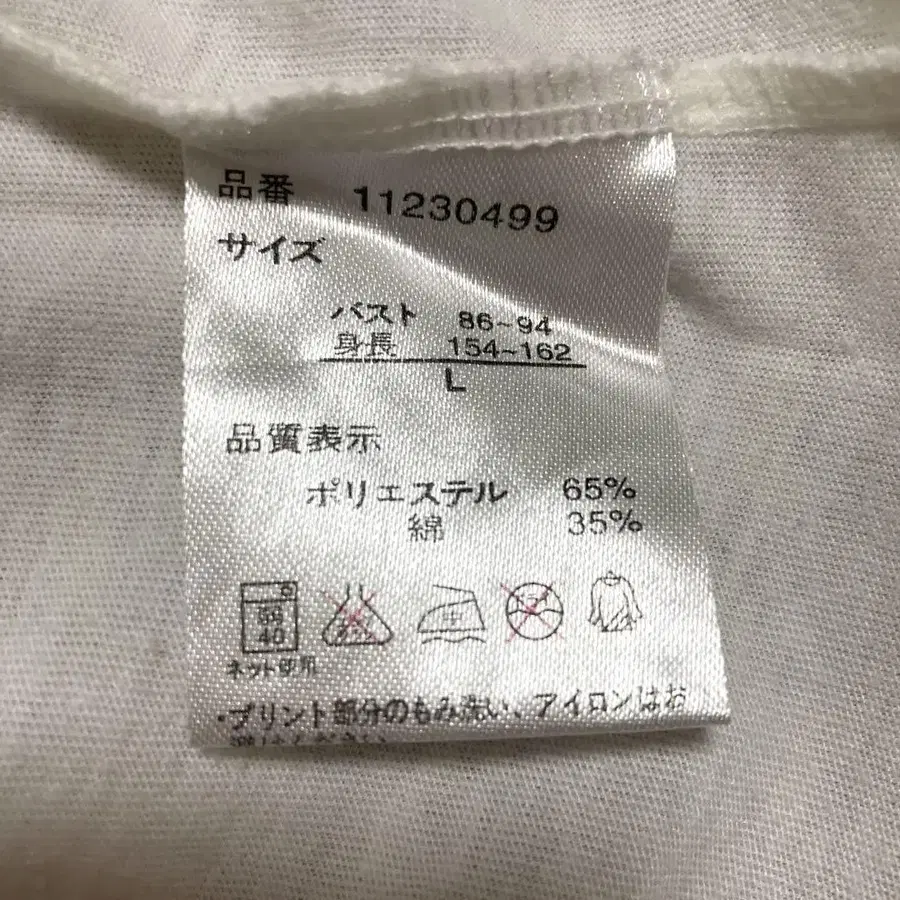 品番 11230499
サイズ
バスト 86~94
身長 154~162
L
品質表示
ポリエステル 65%
綿 35%
40
中
ネット使用
・プリント部分のもみ洗い、アイロンはお